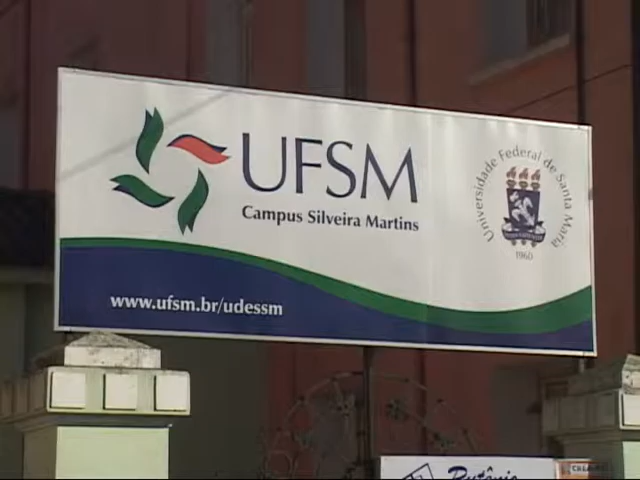 UFSM
Campus Silveira Martins
www.ufsm.br/udessm
Universidade Federal de Santa Maria
1960